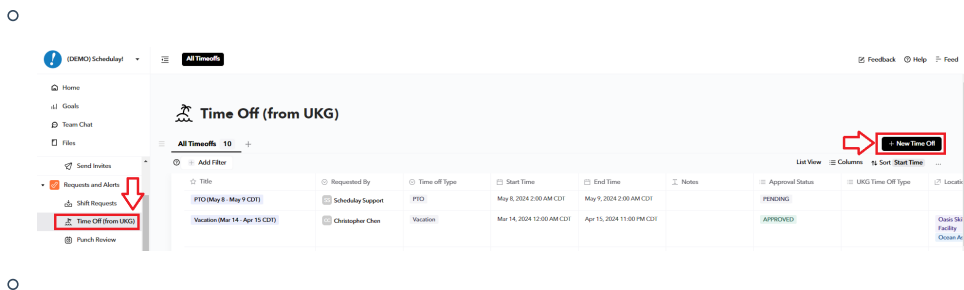 (DEMO) Schedulay!
All Timeoffs
Feedback
Help
Feed
Home
Goals
Team Chat
Files
Send Invites
Requests and Alerts
Shift Requests
Time Off (from UKG)
Punch Review
Time Off (from UKG)
All Timeoffs 10 +
+ New Time Off
+ Add Filter
List View
Columns
Sort Start Time
...
Title
Requested By
Time off Type
Start Time
End Time
Notes
Approval Status
UKG Time Off Type
PTO (May 8 - May 9 CDT)
Schedulay Support
PTO
May 8, 2024 2:00 AM CDT
May 9, 2024 2:00 AM CDT
PENDING
Vacation (Mar 14 - Apr 15 CDT)
Christopher Chen
Vacation
Mar 14, 2024 12:00 AM CDT
Apr 15, 2024 11:00 PM CDT
APPROVED
Oasis Ski
Facility
Ocean Ac